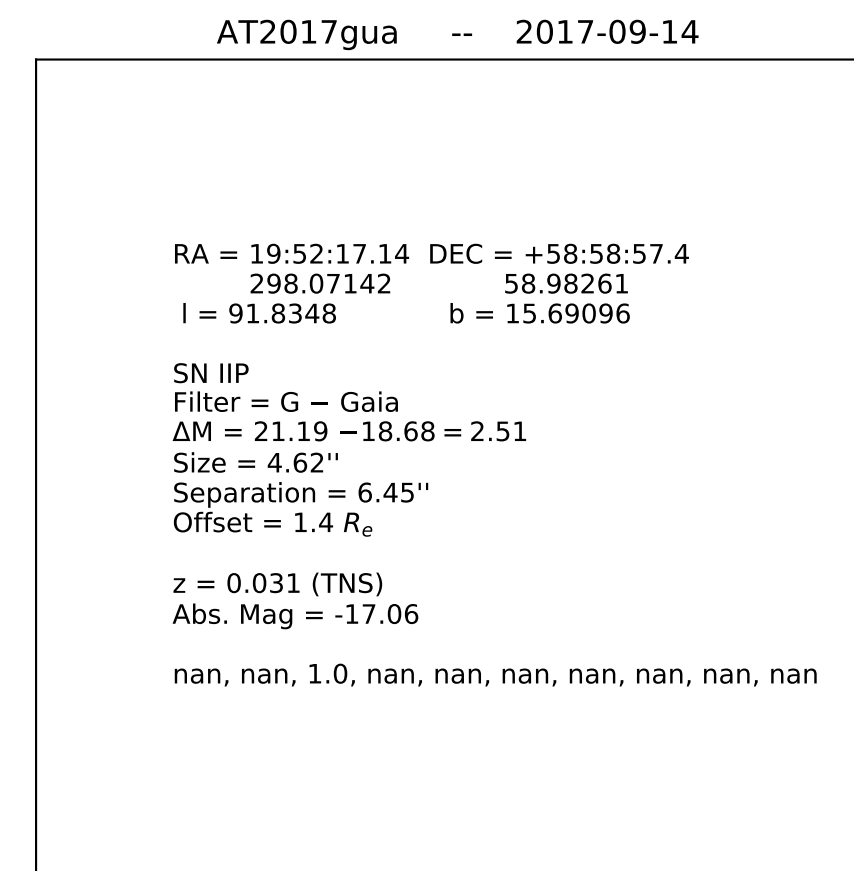 AT2017gua -- 2017-09-14
RA = 19:52:17.14 DEC = +58:58:57.4
298.07142 58.98261
l = 91.8348 b = 15.69096
SN IIP
Filter = G − Gaia
ΔM = 21.19 −18.68 = 2.51
Size = 4.62''
Separation = 6.45''
Offset = 1.4 Rₑ
z = 0.031 (TNS)
Abs. Mag = -17.06
nan, nan, 1.0, nan, nan, nan, nan, nan, nan, nan